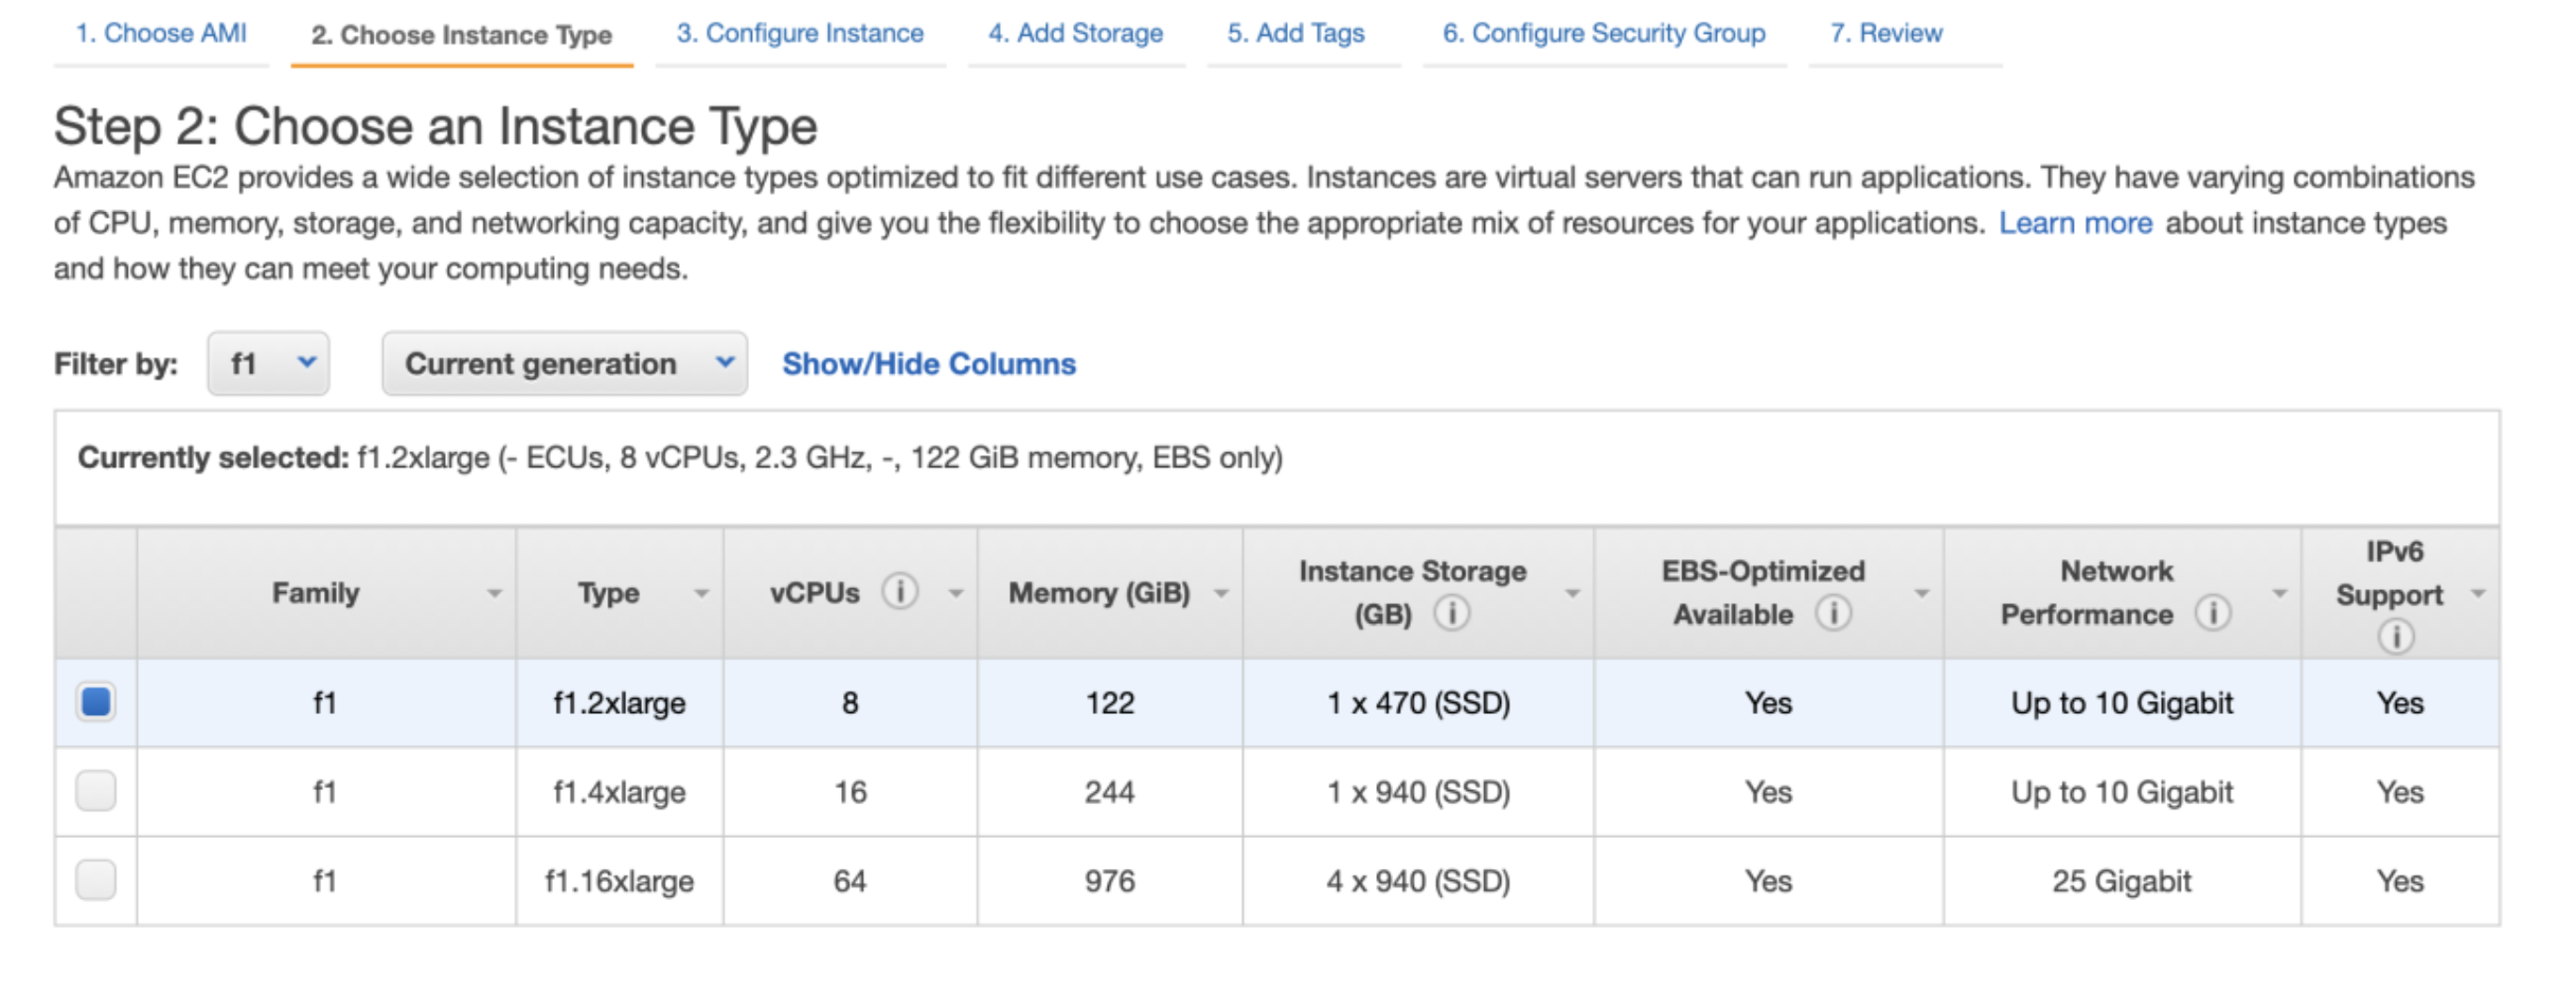 1. Choose AMI 2. Choose Instance Type 3. Configure Instance 4. Add Storage 5. Add Tags 6. Configure Security Group 7. Review
Step 2: Choose an Instance Type
Amazon EC2 provides a wide selection of instance types optimized to fit different use cases. Instances are virtual servers that can run applications. They have varying combinations
of CPU, memory, storage, and networking capacity, and give you the flexibility to choose the appropriate mix of resources for your applications. Learn more about instance types
and how they can meet your computing needs.
Filter by: f1 Current generation Show/Hide Columns
Currently selected: f1.2xlarge (- ECUs, 8 vCPUs, 2.3 GHz, -, 122 GiB memory, EBS only)
Family Type vCPUs i Memory (GiB) Instance Storage (GB) i EBS-Optimized Available i Network Performance i IPv6 Support i
f1 f1.2xlarge 8 122 1 x 470 (SSD) Yes Up to 10 Gigabit Yes
f1 f1.4xlarge 16 244 1 x 940 (SSD) Yes Up to 10 Gigabit Yes
f1 f1.16xlarge 64 976 4 x 940 (SSD) Yes 25 Gigabit Yes